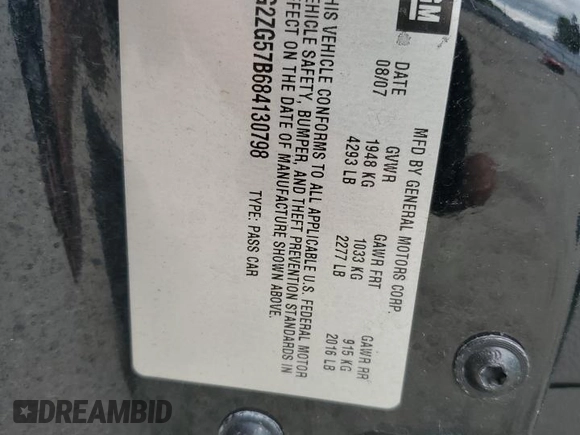 GM
MFD BY GENERAL MOTORS CORP.
DATE GVWR GAWR FRT GAWR RR
08/07 1948 KG 1033 KG 915 KG
4293 LB 2277 LB 2016 LB
THIS VEHICLE CONFORMS TO ALL APPLICABLE U.S. FEDERAL MOTOR
VEHICLE SAFETY, BUMPER, AND THEFT PREVENTION STANDARDS IN
EFFECT ON THE DATE OF MANUFACTURE SHOWN ABOVE.
G2ZG57B684130798 TYPE: PASS CAR
DREAMBID